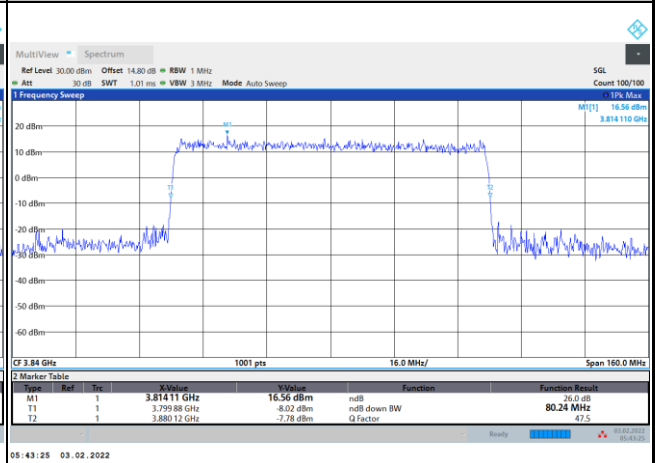 MultiView Spectrum
Ref Level 30.00 dBm Offset 14.80 dB RBW 1 MHz SGL
Att 30 dB SWT 1.01 ms VBW 3 MHz Mode Auto Sweep Count 100/100
1 Frequency Sweep 1Pk Max
M1[1] 16.56 dBm
3.814 110 GHz
20 dBm
M1
10 dBm
0 dBm
T1 T2
-10 dBm
-20 dBm
-30 dBm
-40 dBm
-50 dBm
-60 dBm
CF 3.84 GHz 1001 pts 16.0 MHz/ Span 160.0 MHz
2 Marker Table
Type Ref Trc X-Value Y-Value Function Function Result
M1 1 3.814 11 GHz 16.56 dBm ndB 26.0 dB
T1 1 3.799 88 GHz -8.02 dBm ndB down BW 80.24 MHz
T2 1 3.880 12 GHz -7.78 dBm Q Factor 47.5
Ready 03.02.2022
05:43:25
05:43:25 03.02.2022